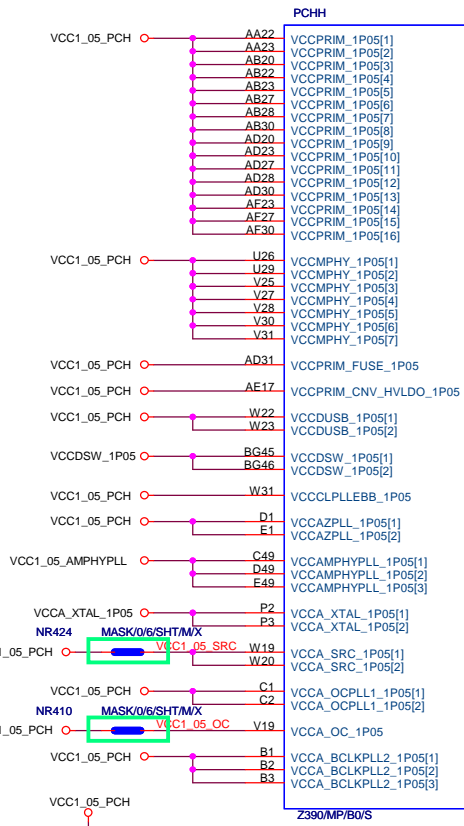 PCHH
VCC1_05_PCH AA22 VCCPRIM_1P05[1]
AA23 VCCPRIM_1P05[2]
AB20 VCCPRIM_1P05[3]
AB22 VCCPRIM_1P05[4]
AB23 VCCPRIM_1P05[5]
AB27 VCCPRIM_1P05[6]
AB28 VCCPRIM_1P05[7]
AB30 VCCPRIM_1P05[8]
AD20 VCCPRIM_1P05[9]
AD23 VCCPRIM_1P05[10]
AD27 VCCPRIM_1P05[11]
AD28 VCCPRIM_1P05[12]
AD30 VCCPRIM_1P05[13]
AF23 VCCPRIM_1P05[14]
AF27 VCCPRIM_1P05[15]
AF30 VCCPRIM_1P05[16]
VCC1_05_PCH U26 VCCMPHY_1P05[1]
U29 VCCMPHY_1P05[2]
V25 VCCMPHY_1P05[3]
V27 VCCMPHY_1P05[4]
V28 VCCMPHY_1P05[5]
V30 VCCMPHY_1P05[6]
V31 VCCMPHY_1P05[7]
VCC1_05_PCH AD31 VCCPRIM_FUSE_1P05
VCC1_05_PCH AE17 VCCPRIM_CNV_HVLDO_1P05
VCC1_05_PCH W22 VCCDUSB_1P05[1]
W23 VCCDUSB_1P05[2]
VCCDSW_1P05 BG45 VCCDSW_1P05[1]
BG46 VCCDSW_1P05[2]
VCC1_05_PCH W31 VCCCLPLLEBB_1P05
VCC1_05_PCH D1 VCCAZPLL_1P05[1]
E1 VCCAZPLL_1P05[2]
VCC1_05_AMPHYPLL C49 VCCAMPHYPLL_1P05[1]
D49 VCCAMPHYPLL_1P05[2]
E49 VCCAMPHYPLL_1P05[3]
VCCA_XTAL_1P05 P2 VCCA_XTAL_1P05[1]
P3 VCCA_XTAL_1P05[2]
NR424 MASK/0/6/SHT/M/X
1_05_PCH VCC1_05_SRC W19 VCCA_SRC_1P05[1]
W20 VCCA_SRC_1P05[2]
VCC1_05_PCH C1 VCCA_OCPLL1_1P05[1]
C2 VCCA_OCPLL1_1P05[2]
NR410 MASK/0/6/SHT/M/X
1_05_PCH VCC1_05_OC V19 VCCA_OC_1P05
VCC1_05_PCH B1 VCCA_BCLKPLL2_1P05[1]
B2 VCCA_BCLKPLL2_1P05[2]
B3 VCCA_BCLKPLL2_1P05[3]
VCC1_05_PCH
Z390/MP/B0/S